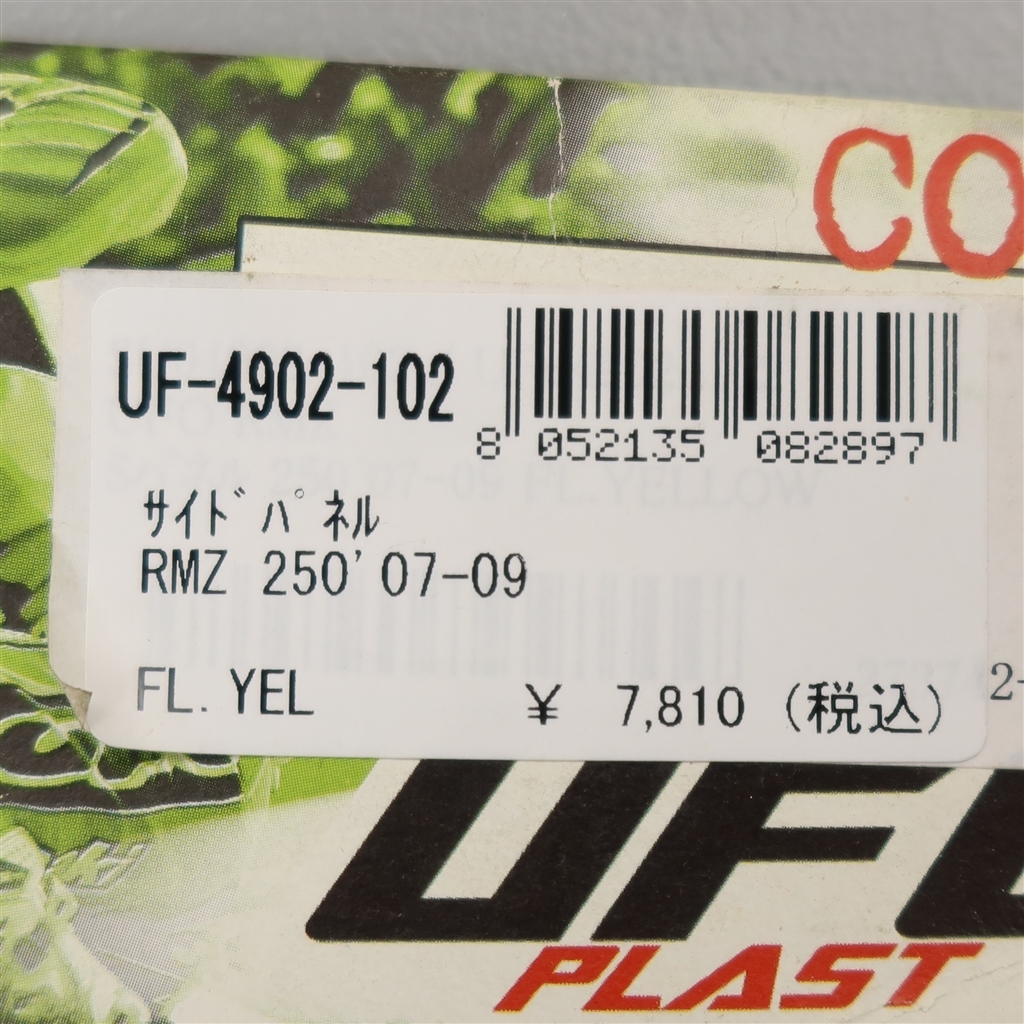 CO
UF-4902-102
8 052135 082897
ｻｲﾄﾞﾊﾟﾈﾙ
RMZ 250'07-09
FL.YEL
¥ 7,810 (税込)
2-
UF
PLAST